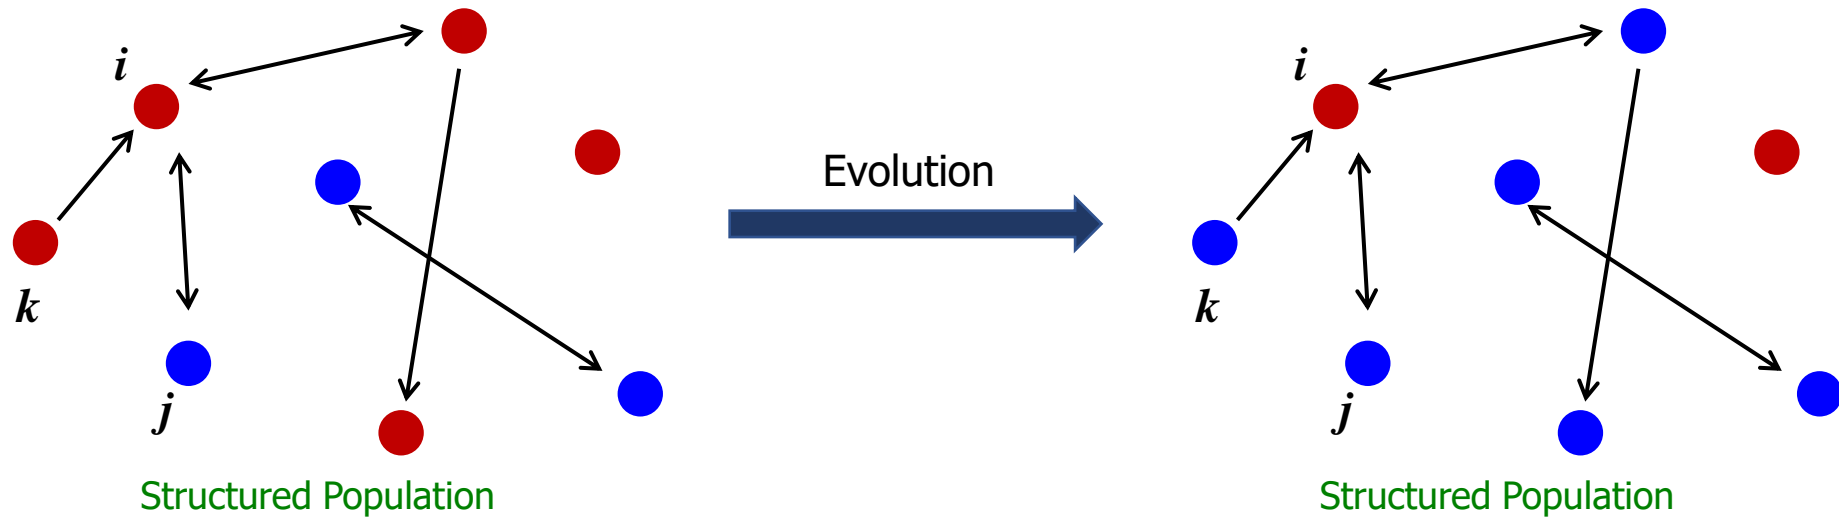 i
k
j
Structured Population
Evolution
i
k
j
Structured Population